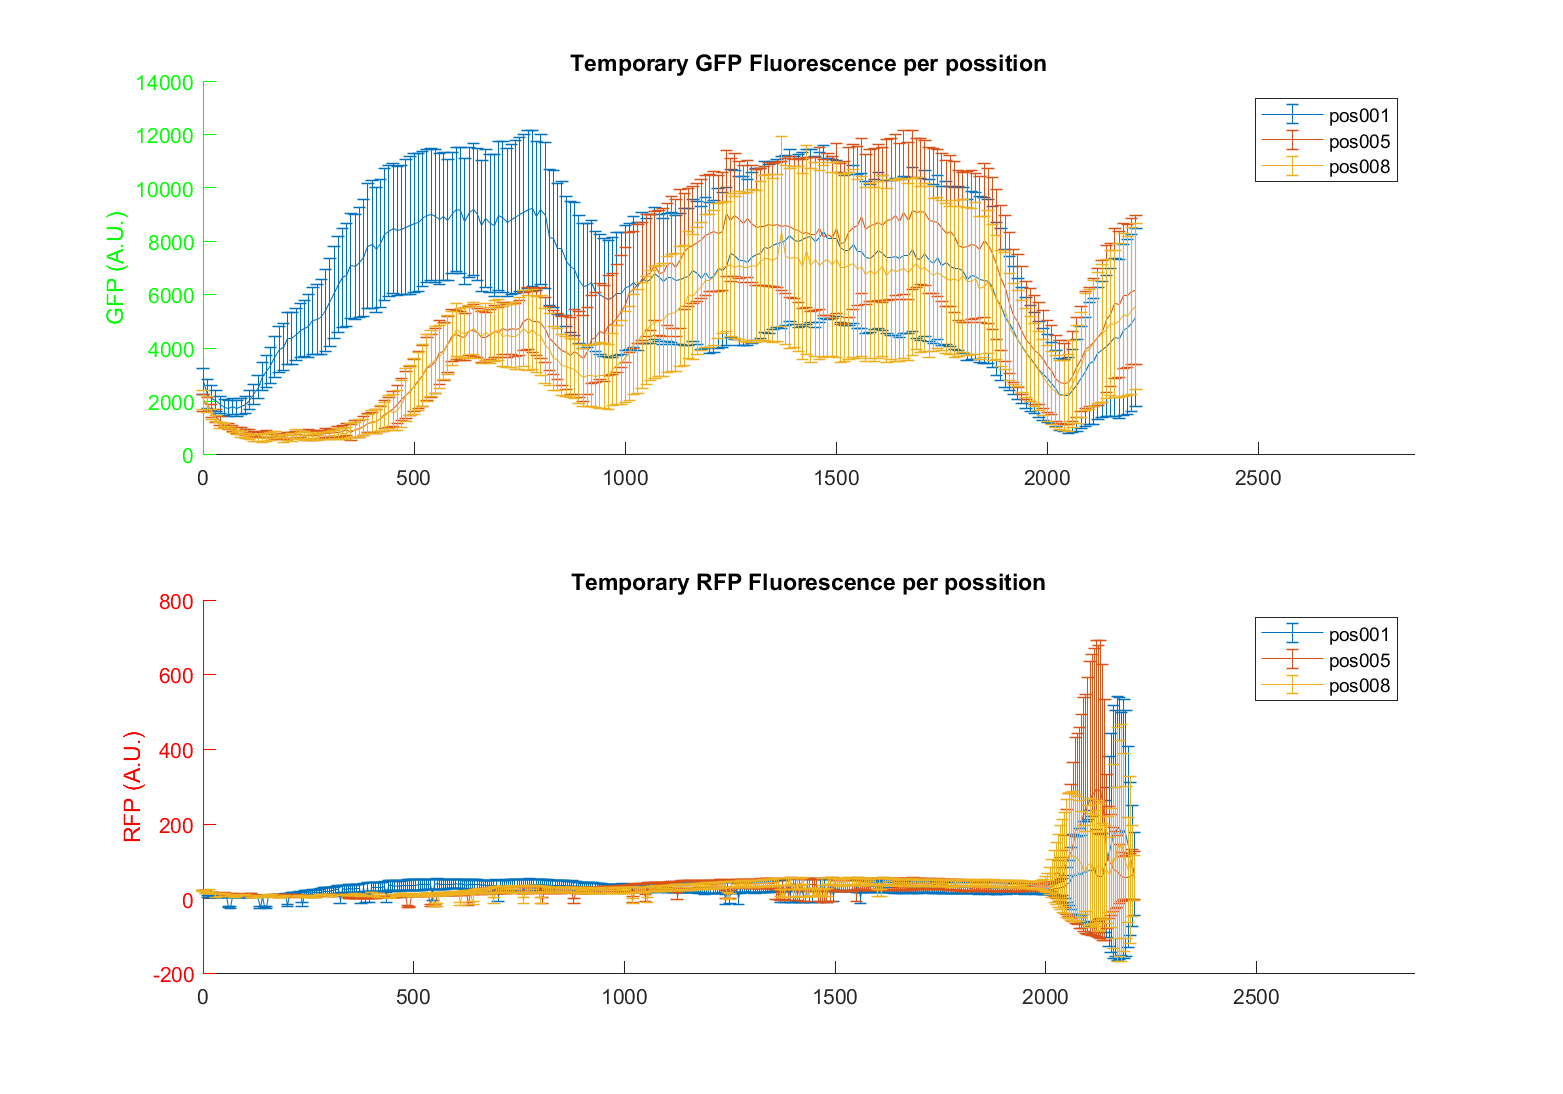 Temporary GFP Fluorescence per possition
14000
12000
10000
8000
6000
4000
2000
0
GFP (A.U.)
pos001
pos005
pos008
0 500 1000 1500 2000 2500
Temporary RFP Fluorescence per possition
800
600
400
200
0
-200
RFP (A.U.)
pos001
pos005
pos008
0 500 1000 1500 2000 2500